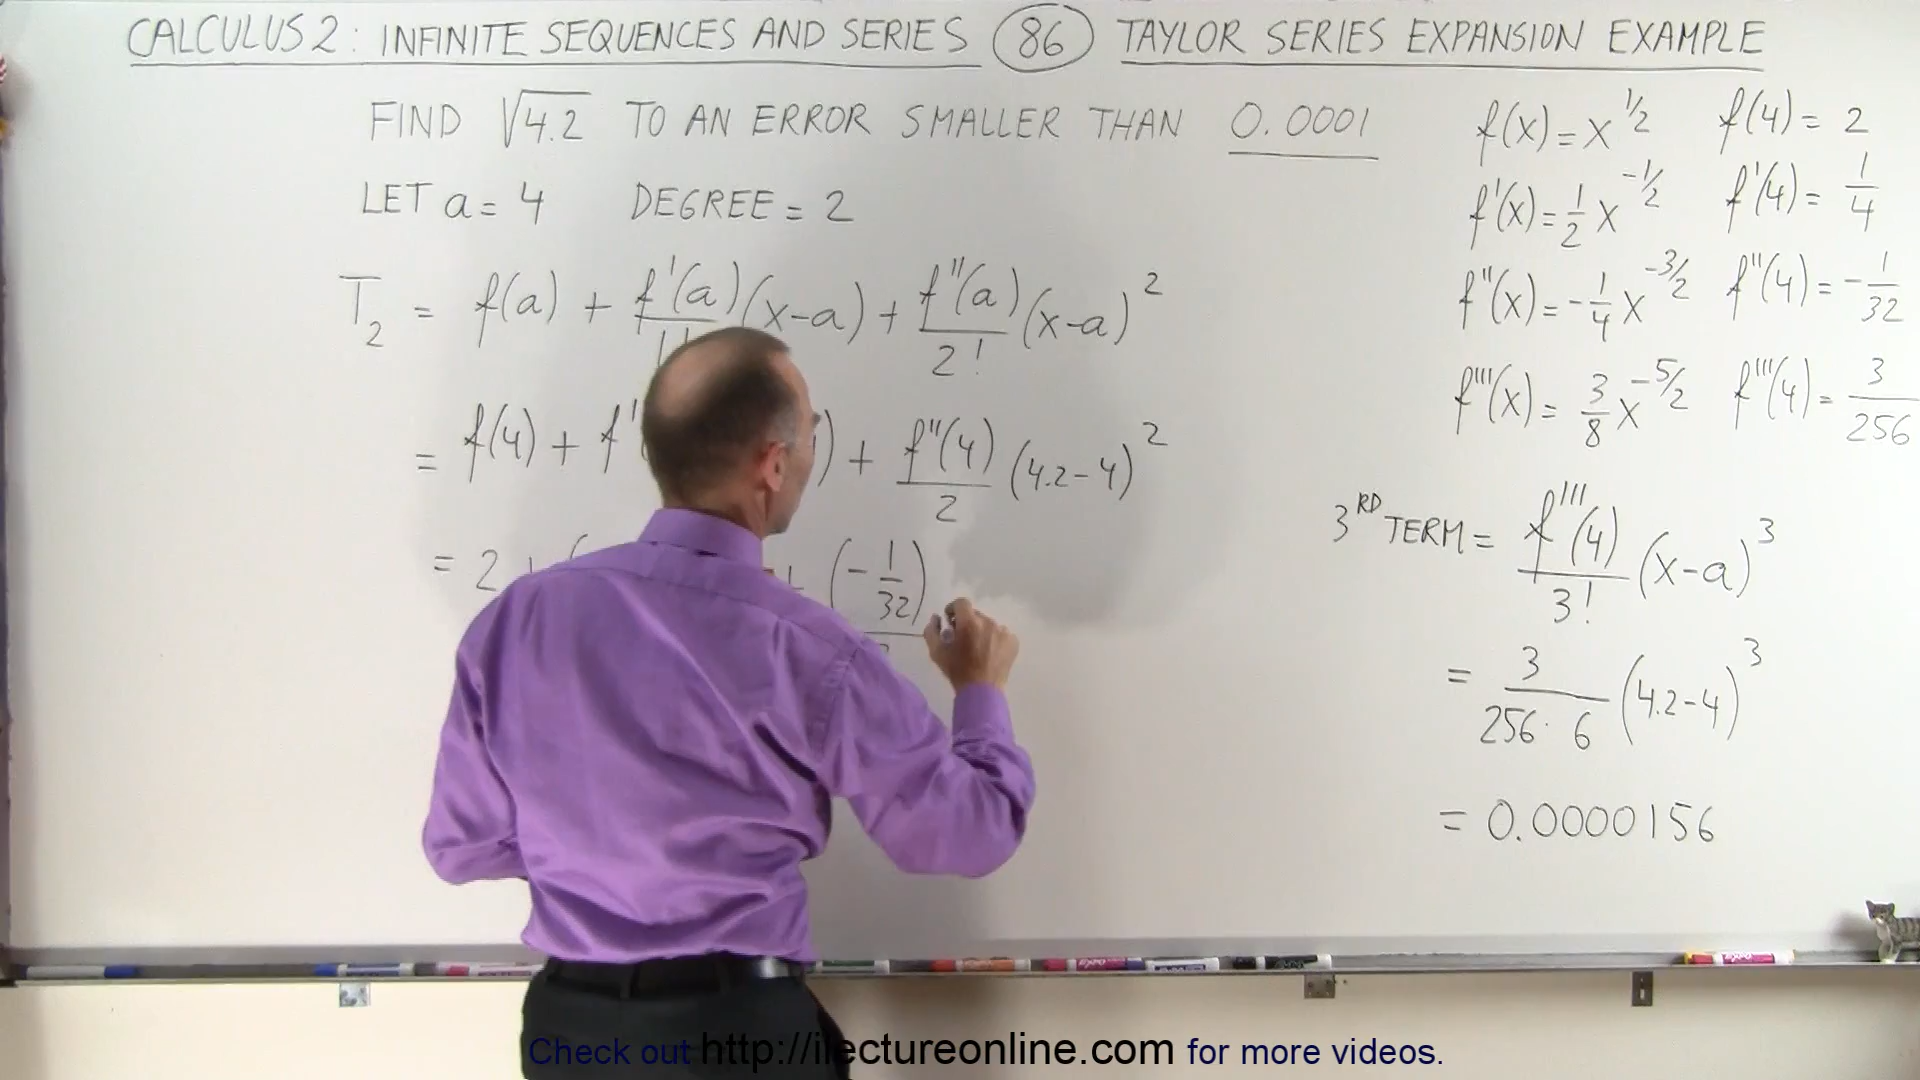 CALCULUS 2: INFINITE SEQUENCES AND SERIES (86) TAYLOR SERIES EXPANSION EXAMPLE
FIND √4.2 TO AN ERROR SMALLER THAN 0.0001
LET a = 4 DEGREE = 2
T₂ = f(a) + f'(a)/1! (x-a) + f''(a)/2! (x-a)²
= f(4) + f' ) + f''(4)/2 (4.2-4)²
= 2 + ( + (-1/32)
f(x) = x^1/2 f(4) = 2
f'(x) = 1/2 x^-1/2 f'(4) = 1/4
f''(x) = -1/4 x^-3/2 f''(4) = -1/32
f'''(x) = 3/8 x^-5/2 f'''(4) = 3/256
3RD TERM = f'''(4)/3! (x-a)³
= 3/(256 · 6) (4.2-4)³
= 0.0000156
Check out http://ilectureonline.com for more videos.